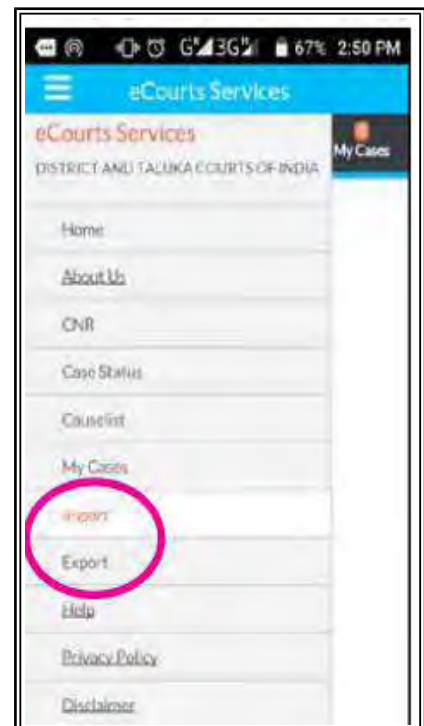 G 3G 67% 2:50 PM
eCourts Services
eCourts Services
DISTRICT AND TALUKA COURTS OF INDIA
My Cases
Home
About Us
CNR
Case Status
Causelist
My Cases
Import
Export
Help
Privacy Policy
Disclaimer